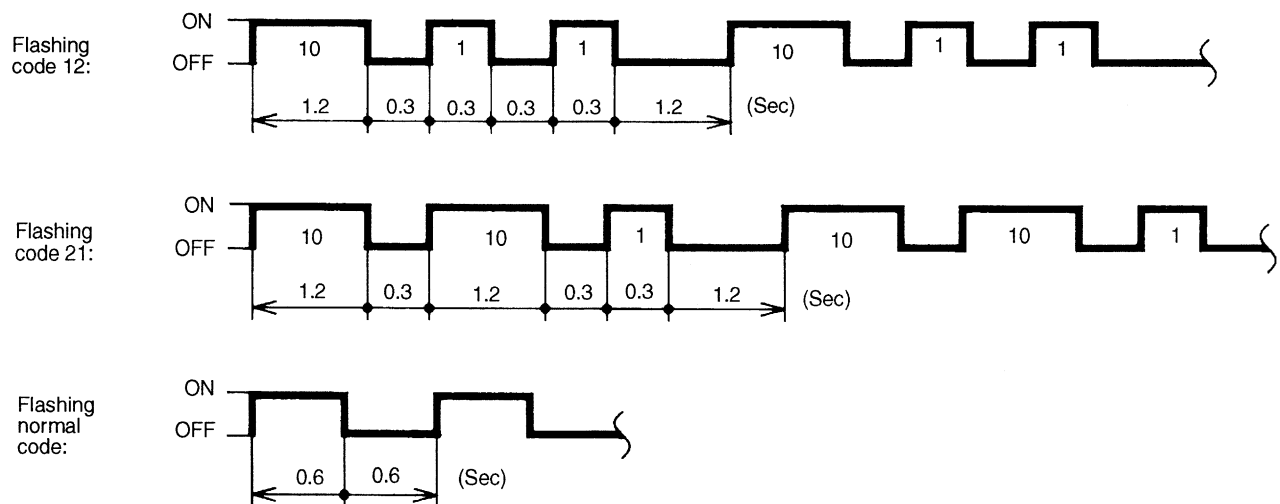 Flashing
code 12:
ON
OFF
10
1
1
10
1
1
1.2
0.3
0.3
0.3
0.3
1.2
(Sec)
Flashing
code 21:
ON
OFF
10
10
1
10
10
1
1.2
0.3
1.2
0.3
0.3
1.2
(Sec)
Flashing
normal
code:
ON
OFF
0.6
0.6
(Sec)